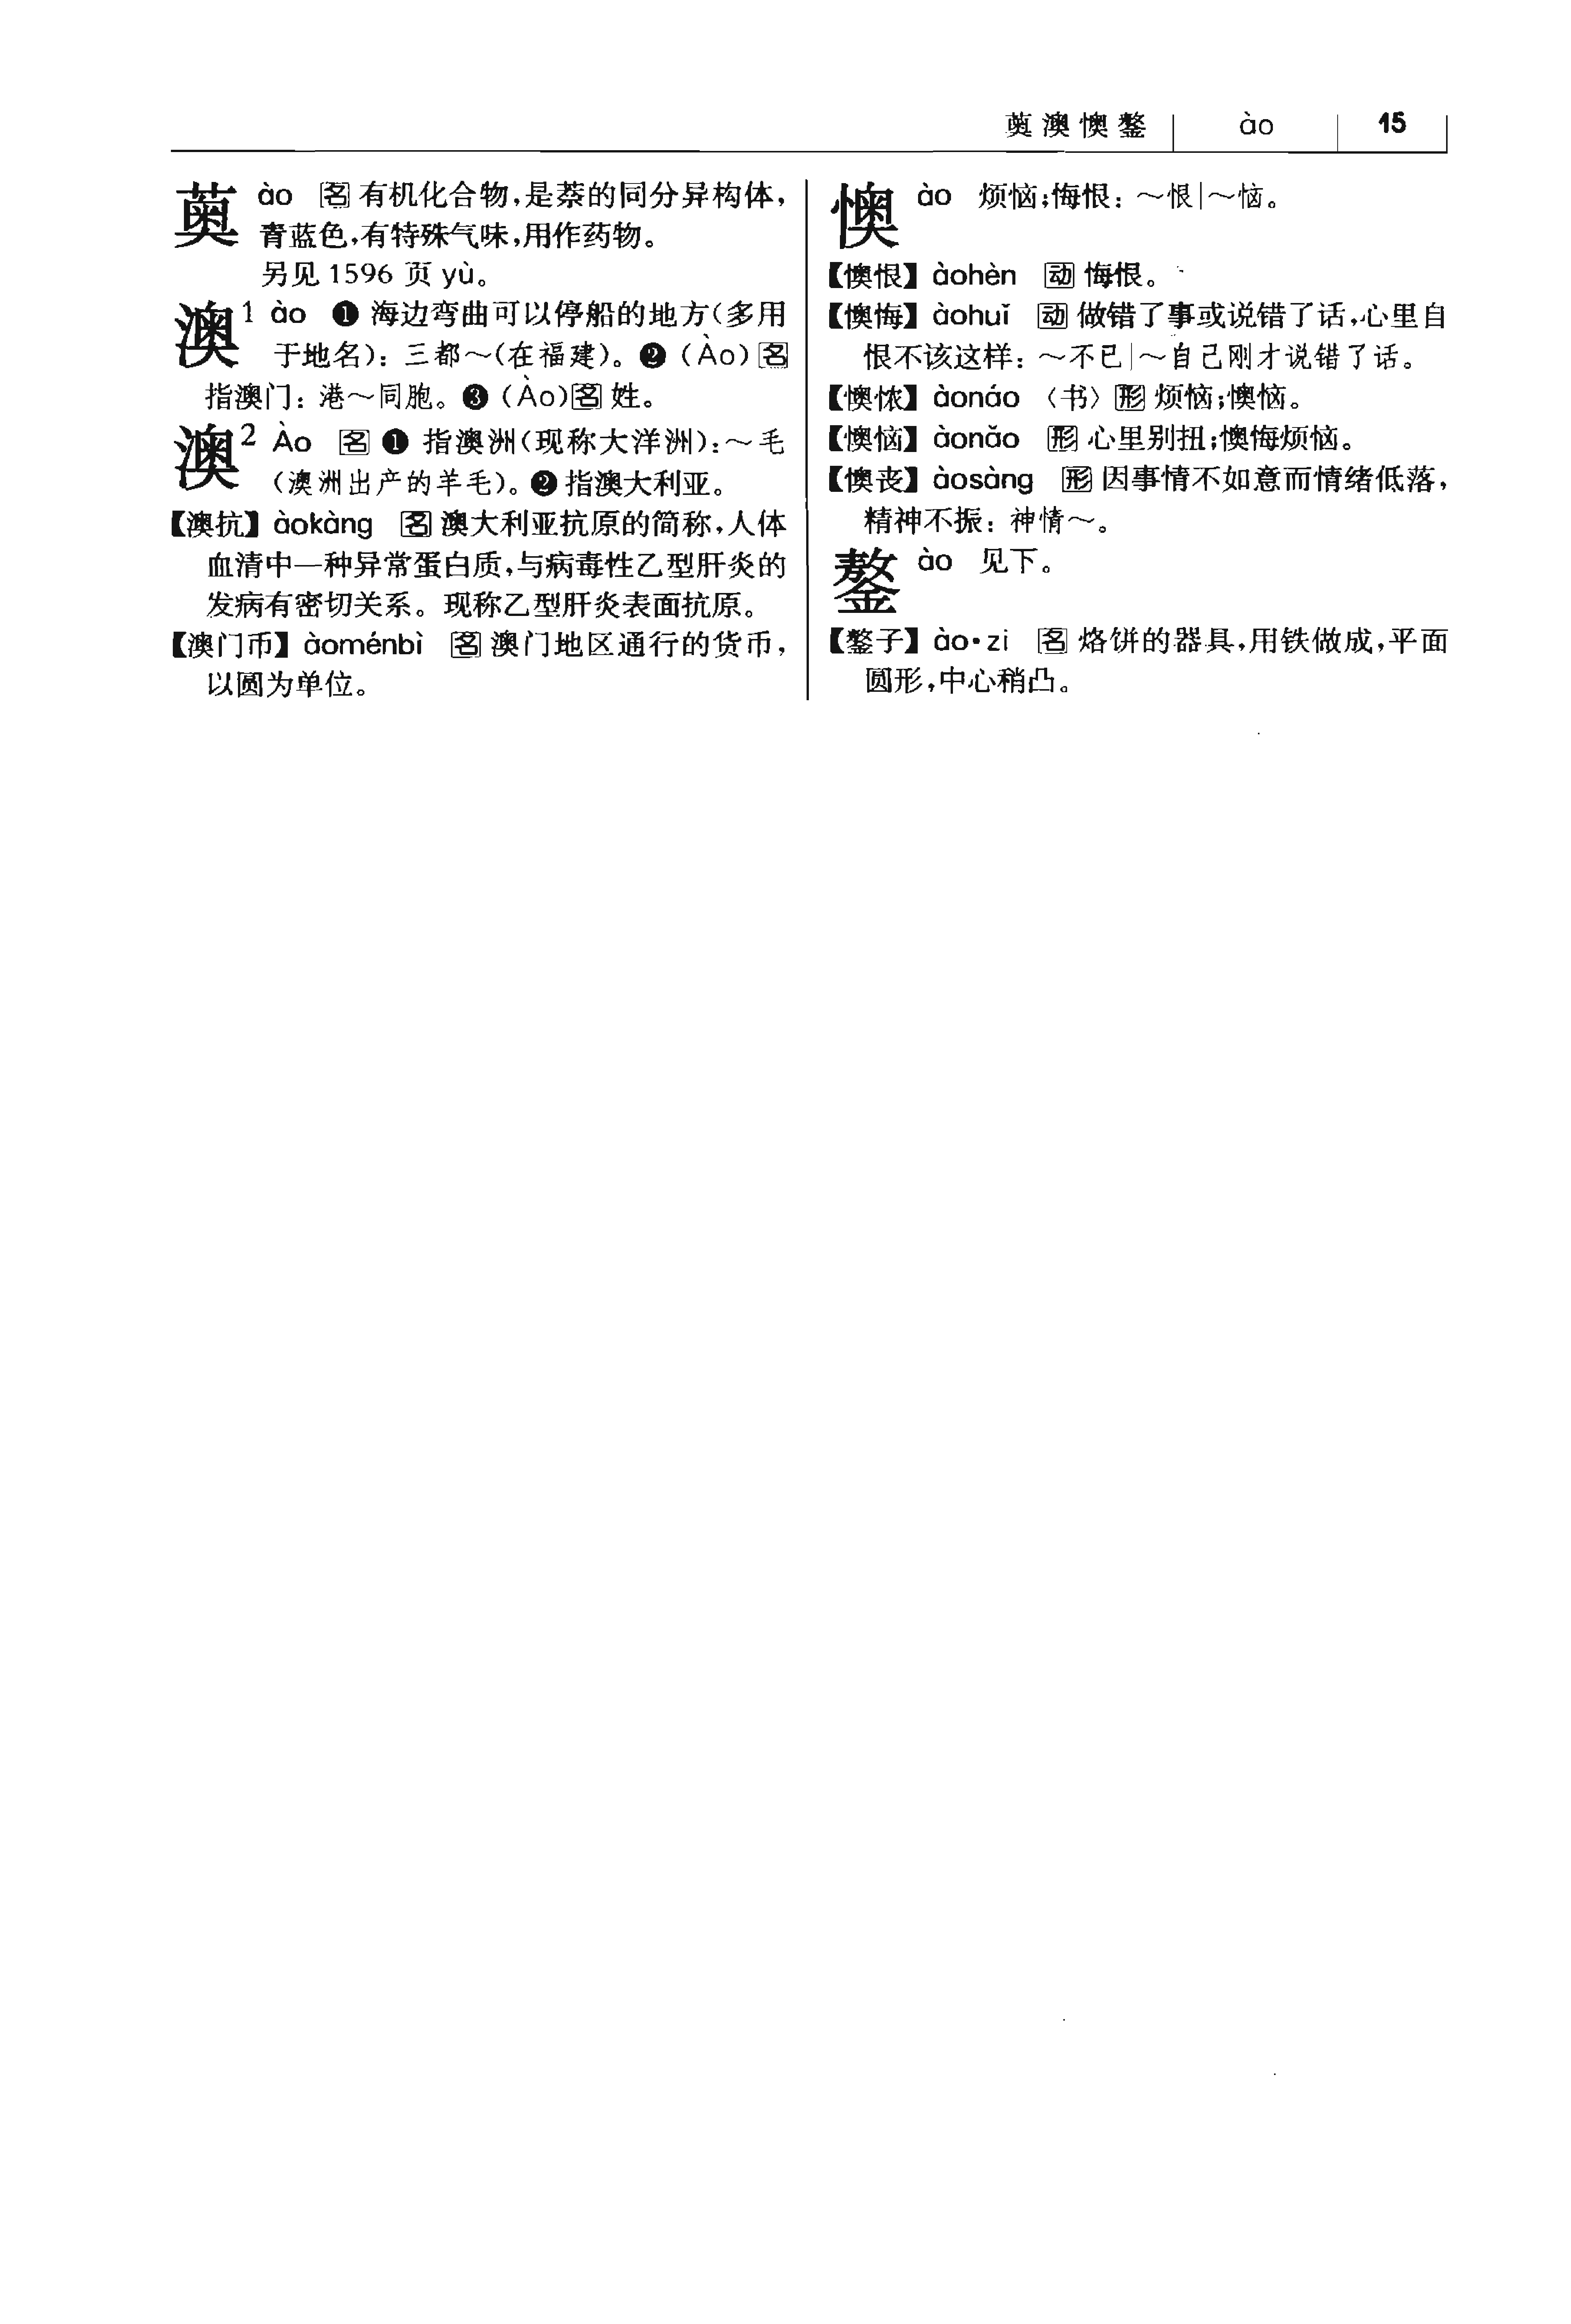 薁澳懊鏊 ào 15
薁 ào 名 有机化合物,是萘的同分异构体,
青蓝色,有特殊气味,用作药物。
另见 1596 页 yù。
澳1 ào ❶ 海边弯曲可以停船的地方(多用
于地名):三都～(在福建)。❷ (Ào) 名
指澳门:港～同胞。❸ (Ào) 名 姓。
澳2 Ào 名 ❶ 指澳洲(现称大洋洲):～毛
(澳洲出产的羊毛)。❷ 指澳大利亚。
【澳抗】 àokàng 名 澳大利亚抗原的简称,人体
血清中一种异常蛋白质,与病毒性乙型肝炎的
发病有密切关系。现称乙型肝炎表面抗原。
【澳门币】 àoménbì 名 澳门地区通行的货币,
以圆为单位。
懊 ào 烦恼;悔恨:～恨|～恼。
【懊恨】 àohèn 动 悔恨。
【懊悔】 àohuǐ 动 做错了事或说错了话,心里自
恨不该这样:～不已|～自己刚才说错了话。
【懊侬】 àonáo 〈书〉 形 烦恼;懊恼。
【懊恼】 àonǎo 形 心里别扭;懊悔烦恼。
【懊丧】 àosàng 形 因事情不如意而情绪低落,
精神不振:神情～。
鏊 ào 见下。
【鏊子】 ào·zi 名 烙饼的器具,用铁做成,平面
圆形,中心稍凸。